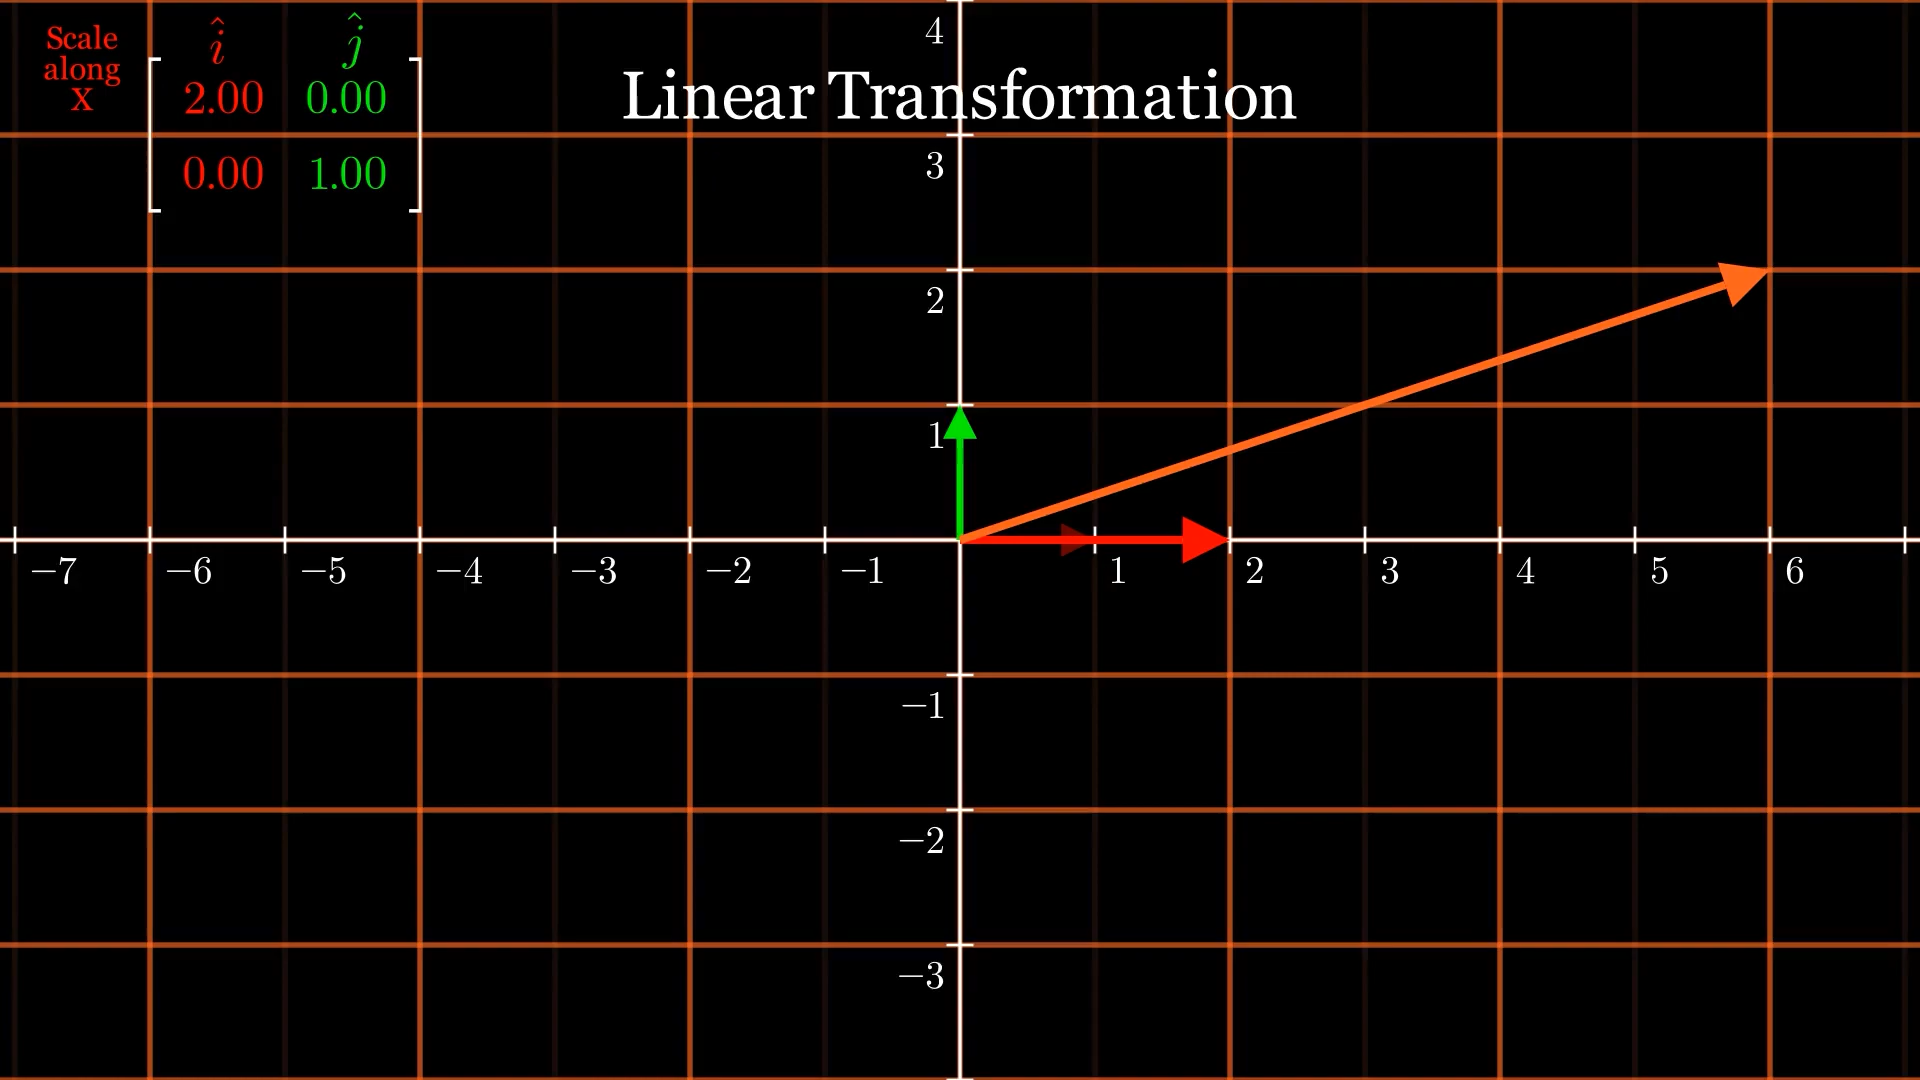 Scale
along
X
î ĵ
2.00 0.00
0.00 1.00
Linear Transformation
4
3
2
1
−7 −6 −5 −4 −3 −2 −1 1 2 3 4 5 6
−1
−2
−3